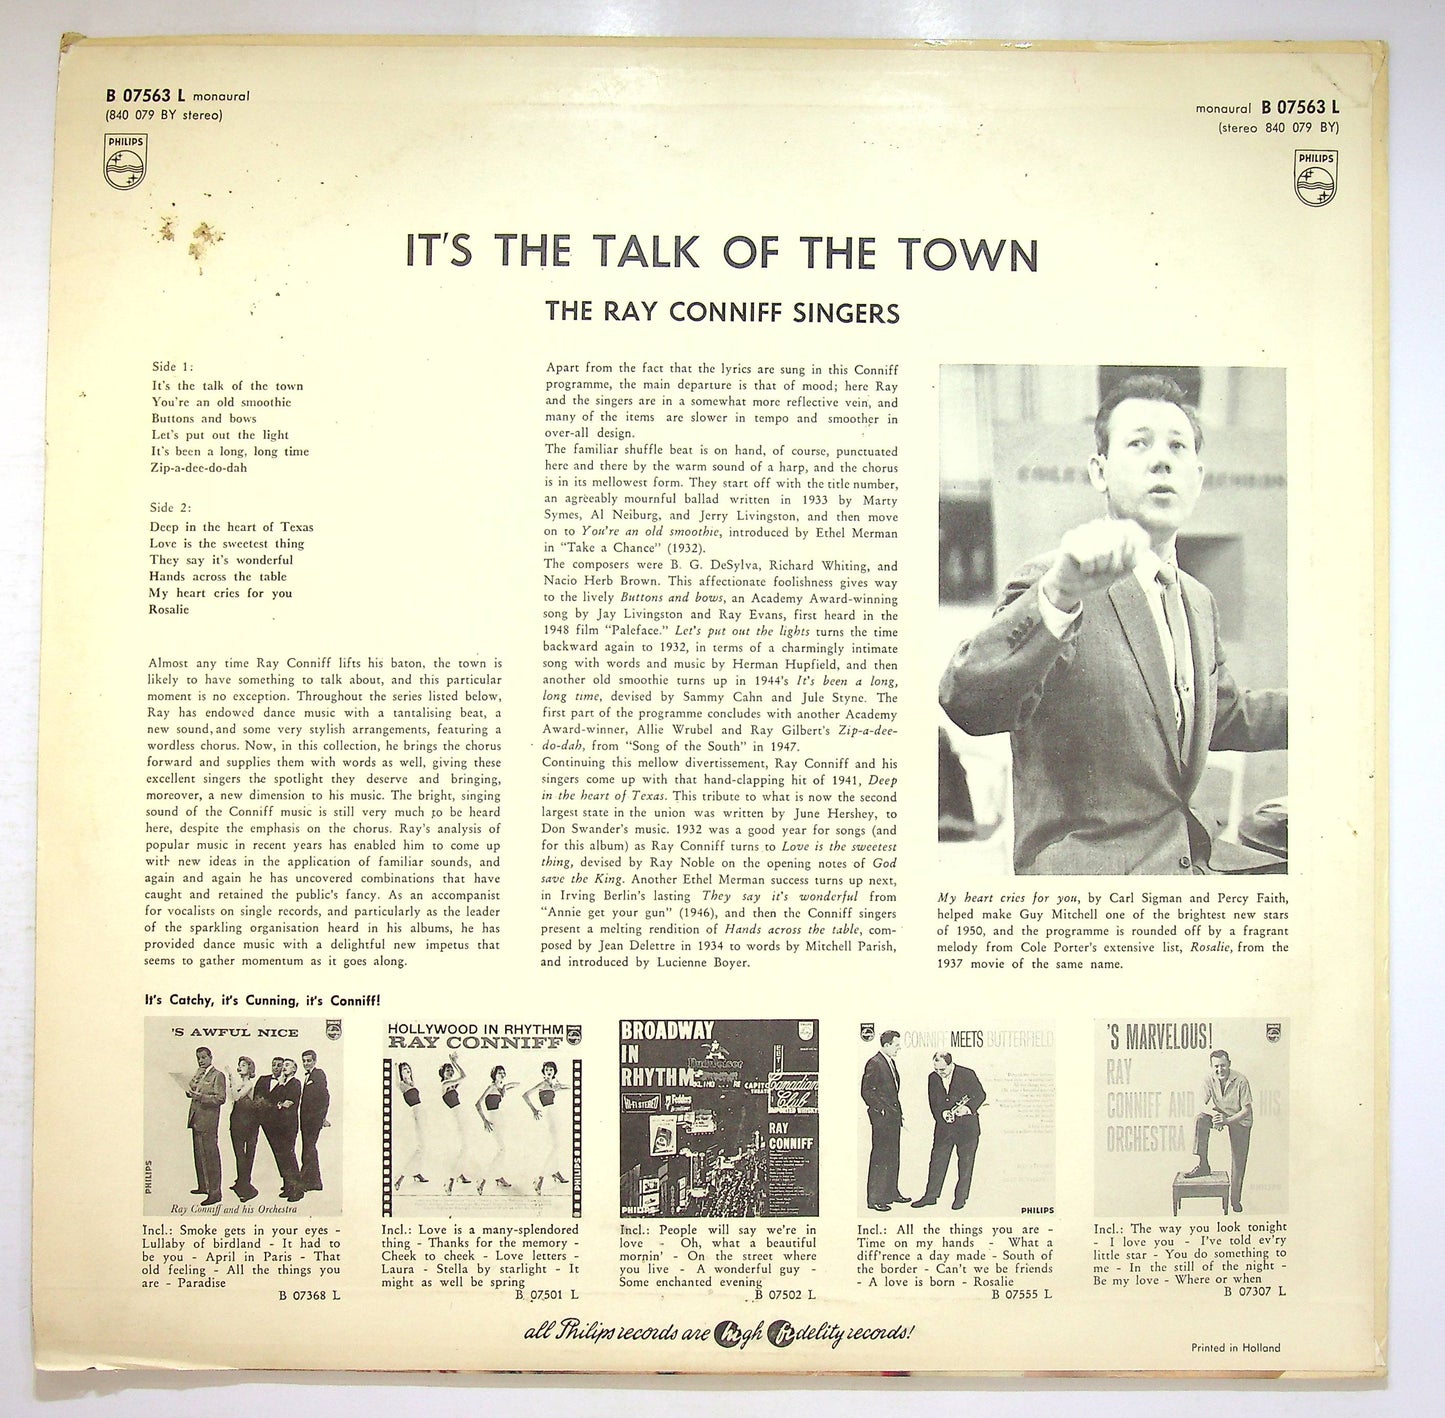 B 07563 L monaural
(840 079 BY stereo)
PHILIPS
monaural B 07563 L
(stereo 840 079 BY)
PHILIPS
IT'S THE TALK OF THE TOWN
THE RAY CONNIFF SINGERS
Side 1:
It's the talk of the town
You're an old smoothie
Buttons and bows
Let's put out the light
It's been a long, long time
Zip-a-dee-do-dah
Side 2:
Deep in the heart of Texas
Love is the sweetest thing
They say it's wonderful
Hands across the table
My heart cries for you
Rosalie
Almost any time Ray Conniff lifts his baton, the town is
likely to have something to talk about, and this particular
moment is no exception. Throughout the series listed below,
Ray has endowed dance music with a tantalising beat, a
new sound, and some very stylish arrangements, featuring a
wordless chorus. Now, in this collection, he brings the chorus
forward and supplies them with words as well, giving these
excellent singers the spotlight they deserve and bringing,
moreover, a new dimension to his music. The bright, singing
sound of the Conniff music is still very much to be heard
here, despite the emphasis on the chorus. Ray's analysis of
popular music in recent years has enabled him to come up
with new ideas in the application of familiar sounds, and
again and again he has uncovered combinations that have
caught and retained the public's fancy. As an accompanist
for vocalists on single records, and particularly as the leader
of the sparkling organisation heard in his albums, he has
provided dance music with a delightful new impetus that
seems to gather momentum as it goes along.
Apart from the fact that the lyrics are sung in this Conniff
programme, the main departure is that of mood; here Ray
and the singers are in a somewhat more reflective vein, and
many of the items are slower in tempo and smoother in
over-all design.
The familiar shuffle beat is on hand, of course, punctuated
here and there by the warm sound of a harp, and the chorus
is in its mellowest form. They start off with the title number,
an agreeably mournful ballad written in 1933 by Marty
Symes, Al Neiburg, and Jerry Livingston, and then move
on to You're an old smoothie, introduced by Ethel Merman
in "Take a Chance" (1932).
The composers were B. G. DeSylva, Richard Whiting, and
Nacio Herb Brown. This affectionate foolishness gives way
to the lively Buttons and bows, an Academy Award-winning
song by Jay Livingston and Ray Evans, first heard in the
1948 film "Paleface." Let's put out the lights turns the time
backward again to 1932, in terms of a charmingly intimate
song with words and music by Herman Hupfield, and then
another old smoothie turns up in 1944's It's been a long,
long time, devised by Sammy Cahn and Jule Styne. The
first part of the programme concludes with another Academy
Award-winner, Allie Wrubel and Ray Gilbert's Zip-a-dee-
do-dah, from "Song of the South" in 1947.
Continuing this mellow divertissement, Ray Conniff and his
singers come up with that hand-clapping hit of 1941, Deep
in the heart of Texas. This tribute to what is now the second
largest state in the union was written by June Hershey, to
Don Swander's music. 1932 was a good year for songs (and
for this album) as Ray Conniff turns to Love is the sweetest
thing, devised by Ray Noble on the opening notes of God
save the King. Another Ethel Merman success turns up next,
in Irving Berlin's lasting They say it's wonderful from
"Annie get your gun" (1946), and then the Conniff singers
present a melting rendition of Hands across the table, com-
posed by Jean Delettre in 1934 to words by Mitchell Parish,
and introduced by Lucienne Boyer.
My heart cries for you, by Carl Sigman and Percy Faith,
helped make Guy Mitchell one of the brightest new stars
of 1950, and the programme is rounded off by a fragrant
melody from Cole Porter's extensive list, Rosalie, from the
1937 movie of the same name.
It's Catchy, it's Cunning, it's Conniff!
'S AWFUL NICE
PHILIPS
Ray Conniff and his Orchestra
HOLLYWOOD IN RHYTHM
RAY CONNIFF
PHILIPS
BROADWAY
IN
RHYTHM
Budweiser
CAPITOL
Canadian
Club
IMPORTED WHISKY
HI-FI STEREO
Fedders
RAY
CONNIFF
PHILIPS
CONNIFF MEETS BUTTERFIELD
PHILIPS
'S MARVELOUS!
RAY
CONNIFF AND HIS
ORCHESTRA
PHILIPS
Incl.: Smoke gets in your eyes -
Lullaby of birdland - It had to
be you - April in Paris - That
old feeling - All the things you
are - Paradise
B 07368 L
Incl.: Love is a many-splendored
thing - Thanks for the memory -
Cheek to cheek - Love letters -
Laura - Stella by starlight - It
might as well be spring
B 07501 L
Incl.: People will say we're in
love - Oh, what a beautiful
mornin' - On the street where
you live - A wonderful guy -
Some enchanted evening
B 07502 L
Incl.: All the things you are -
Time on my hands - What a
diff'rence a day made - South of
the border - Can't we be friends
- A love is born - Rosalie
B 07555 L
Incl.: The way you look tonight
- I love you - I've told ev'ry
little star - You do something to
me - In the still of the night -
Be my love - Where or when
B 07307 L
all Philips records are high fidelity records!
Printed in Holland